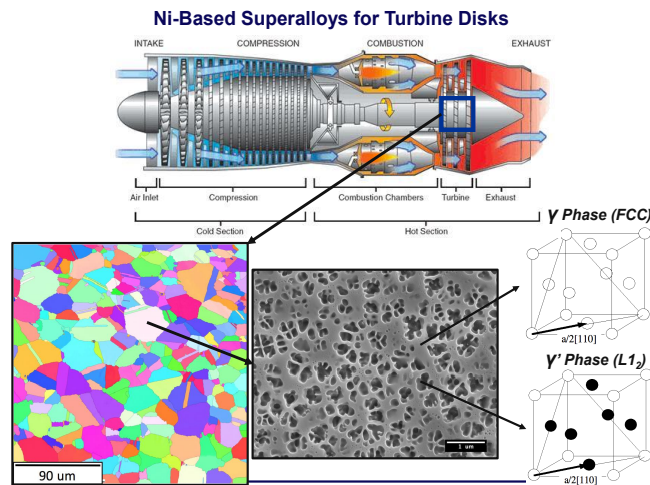 Ni-Based Superalloys for Turbine Disks
INTAKE COMPRESSION COMBUSTION EXHAUST
Air Inlet Compression Combustion Chambers Turbine Exhaust
Cold Section Hot Section
γ Phase (FCC)
a/2[110]
γ’ Phase (L1₂)
a/2[110]
1 um
90 um